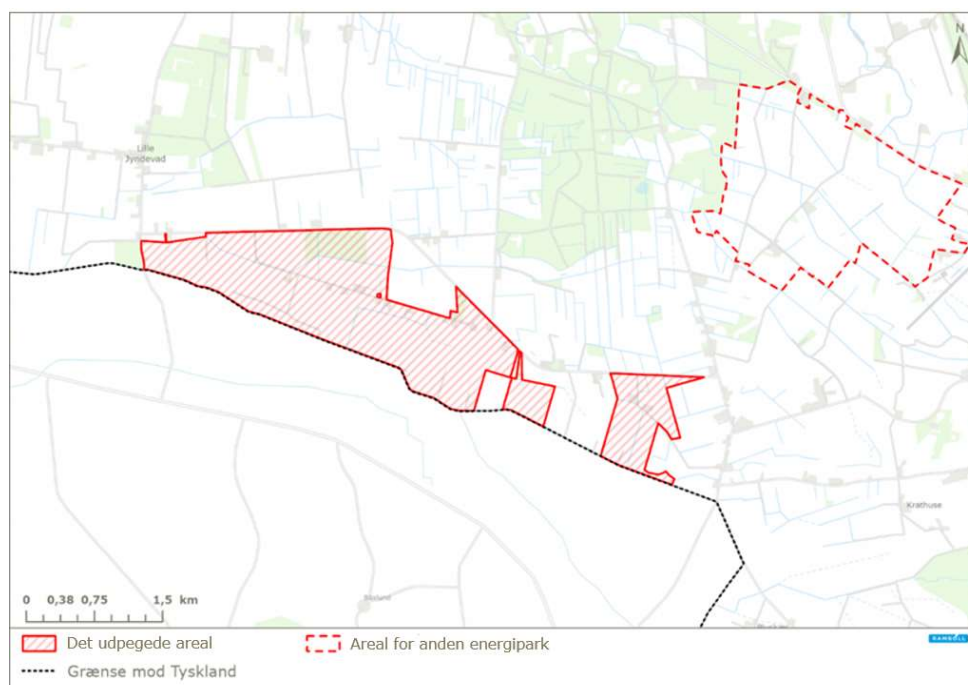 N
Lille
Jyndevad
Krathuse
0 0,38 0,75 1,5 km
Det udpegede areal
Areal for anden energipark
RAMBOLL
Grænse mod Tyskland